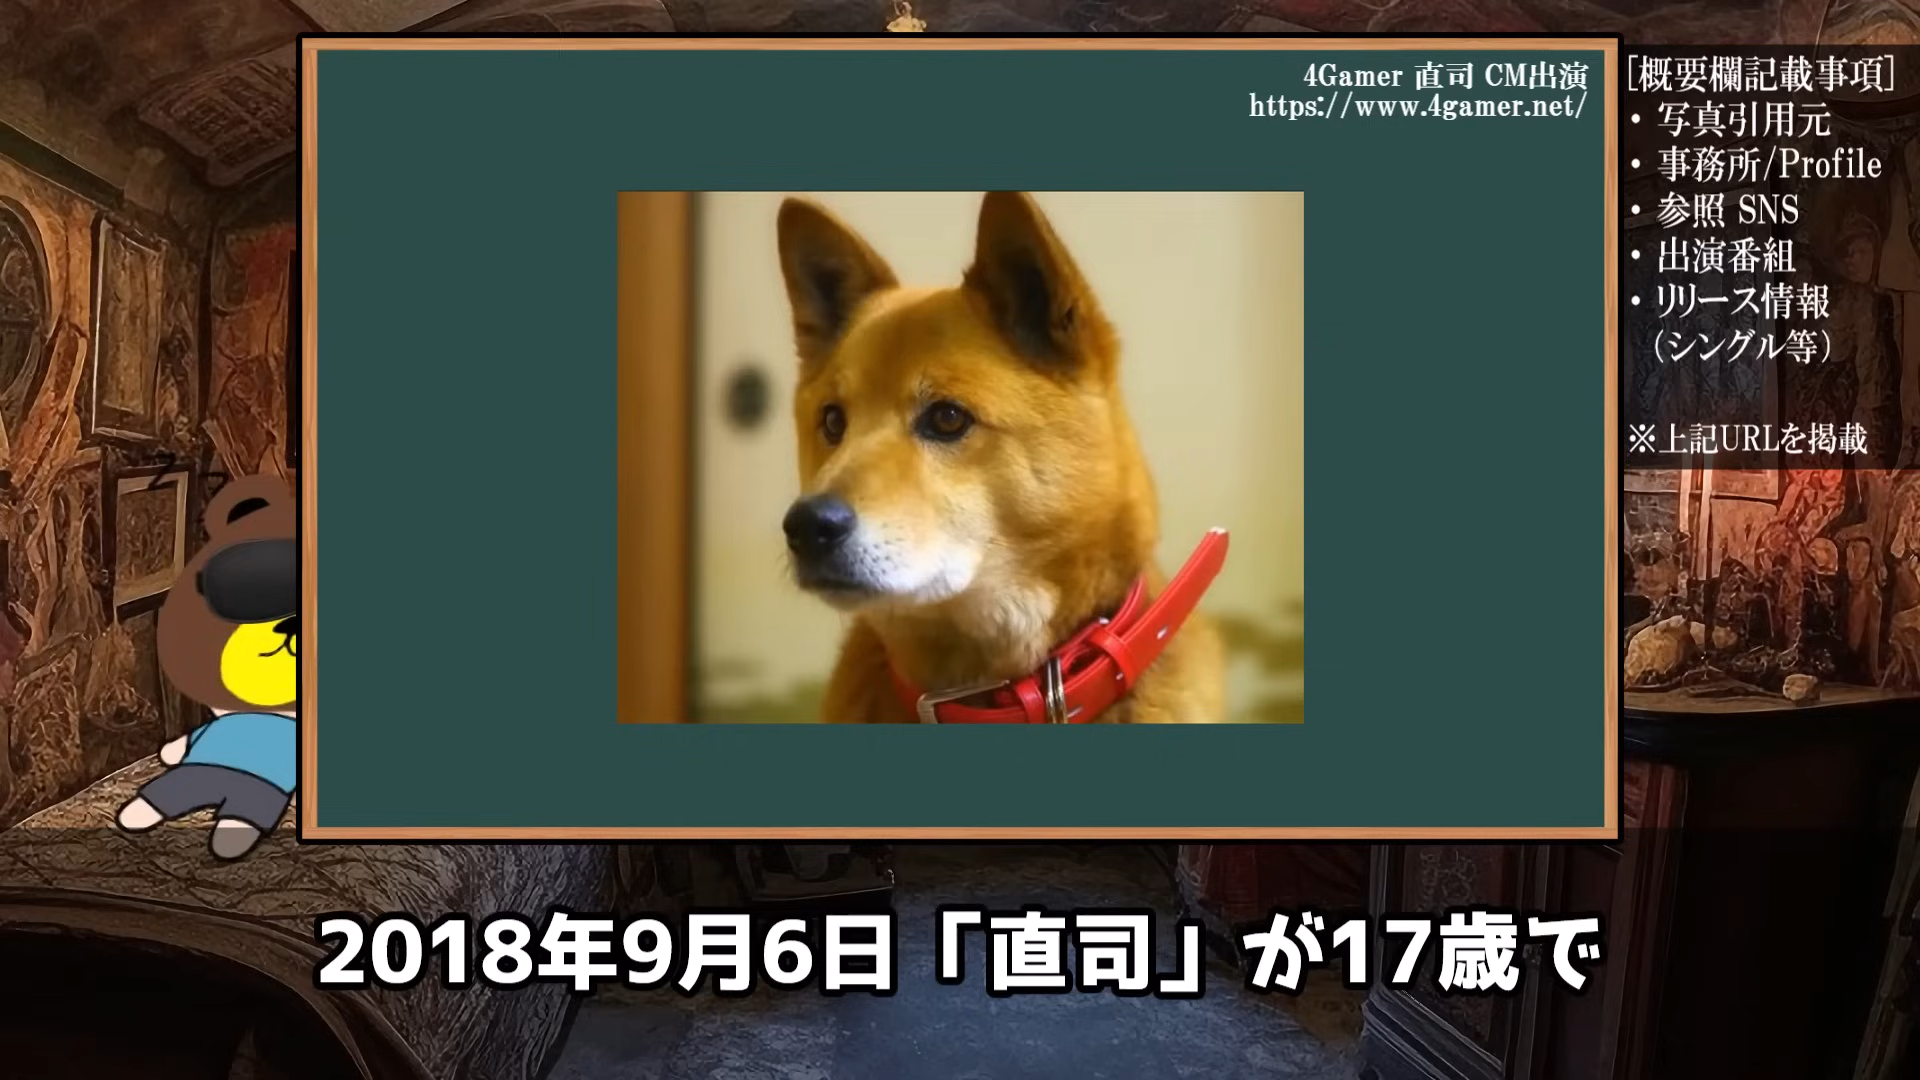 4Gamer 直司 CM出演
https://www.4gamer.net/
[概要欄記載事項]
・写真引用元
・事務所/Profile
・参照 SNS
・出演番組
・リリース情報
（シングル等）
※上記URLを掲載
2018年9月6日「直司」が17歳で